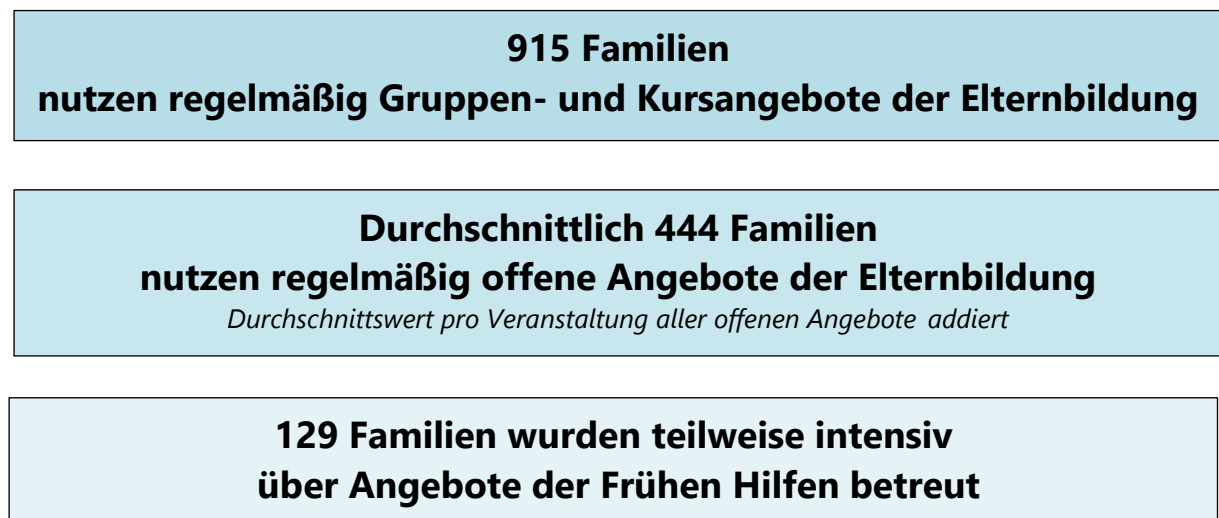 915 Familien
nutzen regelmäßig Gruppen- und Kursangebote der Elternbildung
Durchschnittlich 444 Familien
nutzen regelmäßig offene Angebote der Elternbildung
Durchschnittswert pro Veranstaltung aller offenen Angebote addiert
129 Familien wurden teilweise intensiv
über Angebote der Frühen Hilfen betreut